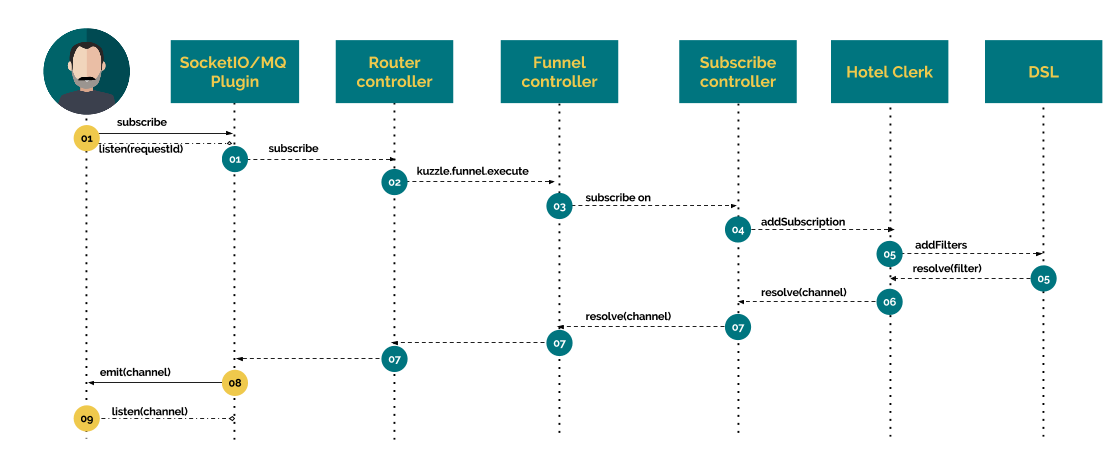 SocketIO/MQ
Plugin
Router
controller
Funnel
controller
Subscribe
controller
Hotel Clerk
DSL
subscribe
01
listen(requestId)
01
subscribe
02
kuzzle.funnel.execute
03
subscribe on
04
addSubscription
05
addFilters
resolve(filter)
05
resolve(channel)
06
resolve(channel)
07
07
07
emit(channel)
08
09
listen(channel)